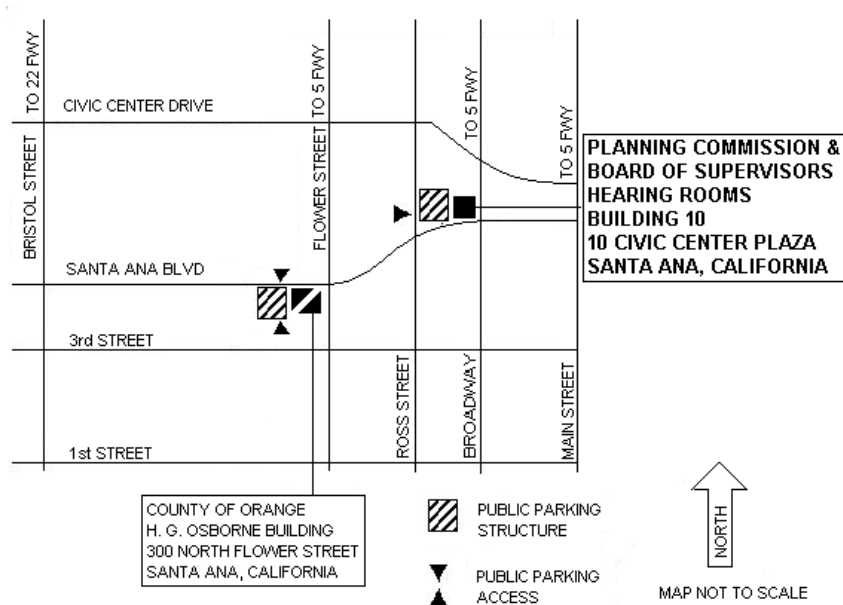 TO 22 FWY
TO 5 FWY
TO 5 FWY
TO 5 FWY
CIVIC CENTER DRIVE
BRISTOL STREET
FLOWER STREET
PLANNING COMMISSION &
BOARD OF SUPERVISORS
HEARING ROOMS
BUILDING 10
10 CIVIC CENTER PLAZA
SANTA ANA, CALIFORNIA
SANTA ANA BLVD
3rd STREET
ROSS STREET
BROADWAY
MAIN STREET
1st STREET
COUNTY OF ORANGE
H. G. OSBORNE BUILDING
300 NORTH FLOWER STREET
SANTA ANA, CALIFORNIA
PUBLIC PARKING
STRUCTURE
PUBLIC PARKING
ACCESS
NORTH
MAP NOT TO SCALE